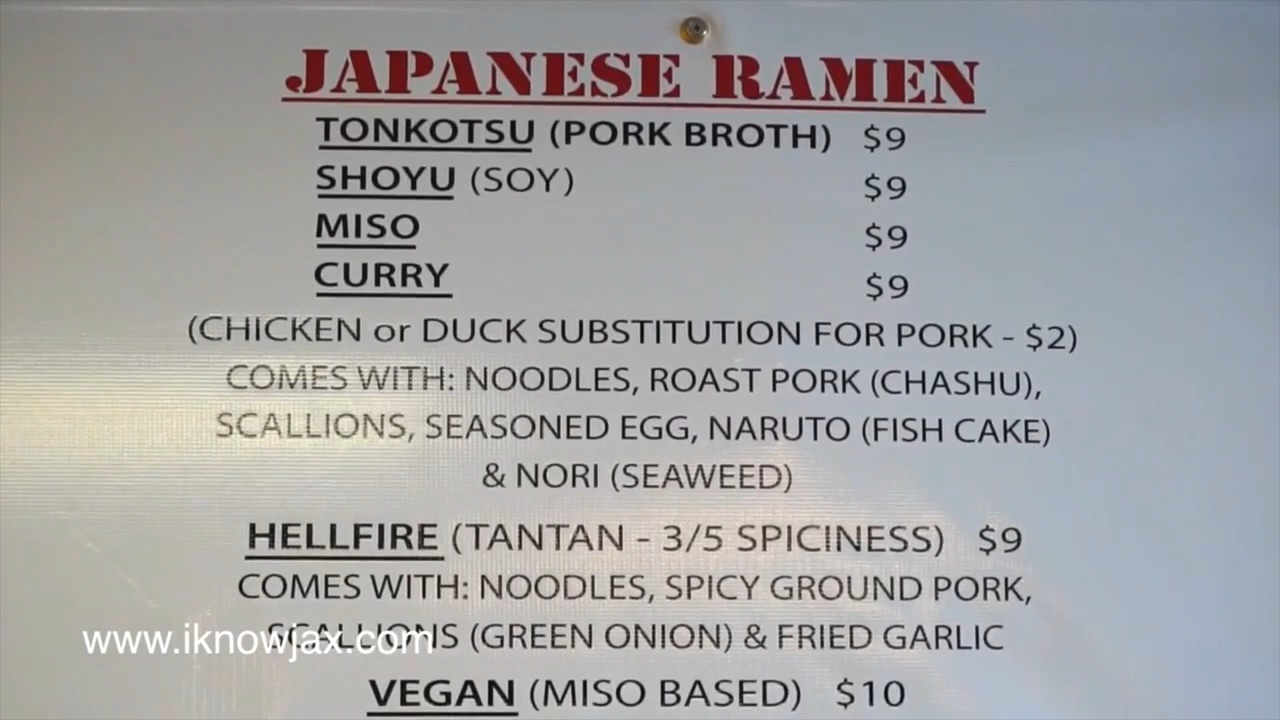 JAPANESE RAMEN
TONKOTSU (PORK BROTH) $9
SHOYU (SOY) $9
MISO $9
CURRY $9
(CHICKEN or DUCK SUBSTITUTION FOR PORK - $2)
COMES WITH: NOODLES, ROAST PORK (CHASHU),
SCALLIONS, SEASONED EGG, NARUTO (FISH CAKE)
& NORI (SEAWEED)
HELLFIRE (TANTAN - 3/5 SPICINESS) $9
COMES WITH: NOODLES, SPICY GROUND PORK,
SCALLIONS (GREEN ONION) & FRIED GARLIC
www.iknowjax.com
VEGAN (MISO BASED) $10